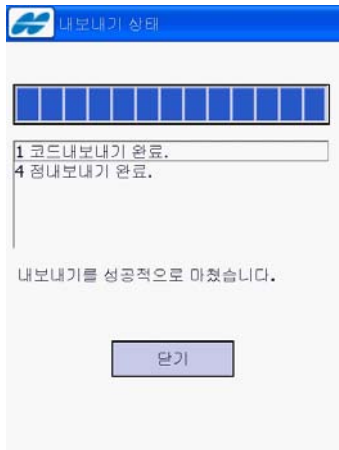 내보내기 상태
1 코드내보내기 완료.
4 점내보내기 완료.
내보내기를 성공적으로 마쳤습니다.
닫기